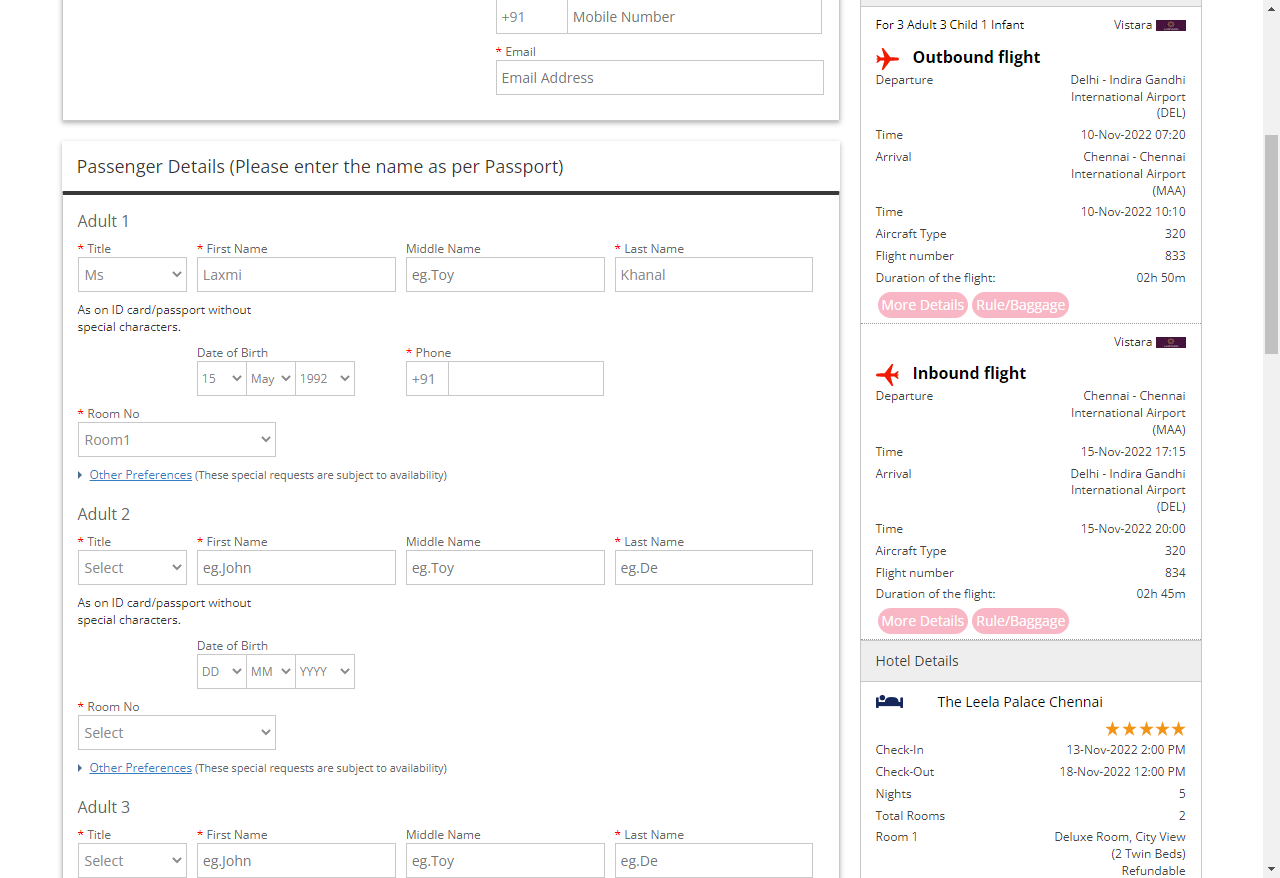 +91 Mobile Number
* Email
Email Address
Passenger Details (Please enter the name as per Passport)
Adult 1
* Title * First Name Middle Name * Last Name
Ms Laxmi eg.Toy Khanal
As on ID card/passport without
special characters.
Date of Birth * Phone
15 May 1992 +91
* Room No
Room1
Other Preferences (These special requests are subject to availability)
Adult 2
* Title * First Name Middle Name * Last Name
Select eg.John eg.Toy eg.De
As on ID card/passport without
special characters.
Date of Birth
DD MM YYYY
* Room No
Select
Other Preferences (These special requests are subject to availability)
Adult 3
* Title * First Name Middle Name * Last Name
Select eg.John eg.Toy eg.De
For 3 Adult 3 Child 1 Infant Vistara
Outbound flight
Departure Delhi - Indira Gandhi
International Airport
(DEL)
Time 10-Nov-2022 07:20
Arrival Chennai - Chennai
International Airport
(MAA)
Time 10-Nov-2022 10:10
Aircraft Type 320
Flight number 833
Duration of the flight: 02h 50m
More Details Rule/Baggage
Vistara
Inbound flight
Departure Chennai - Chennai
International Airport
(MAA)
Time 15-Nov-2022 17:15
Arrival Delhi - Indira Gandhi
International Airport
(DEL)
Time 15-Nov-2022 20:00
Aircraft Type 320
Flight number 834
Duration of the flight: 02h 45m
More Details Rule/Baggage
Hotel Details
The Leela Palace Chennai
Check-In 13-Nov-2022 2:00 PM
Check-Out 18-Nov-2022 12:00 PM
Nights 5
Total Rooms 2
Room 1 Deluxe Room, City View
(2 Twin Beds)
Refundable